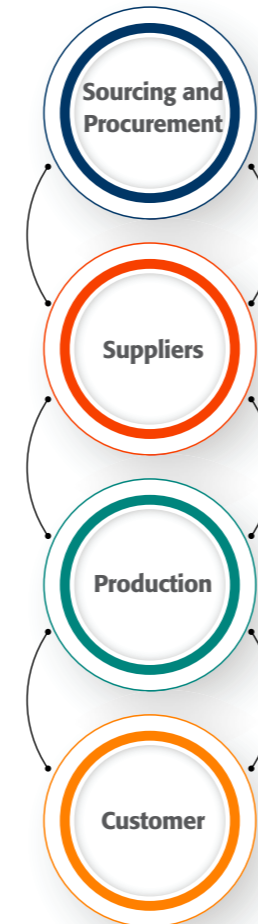 Sourcing and
Procurement
Suppliers
Production
Customer